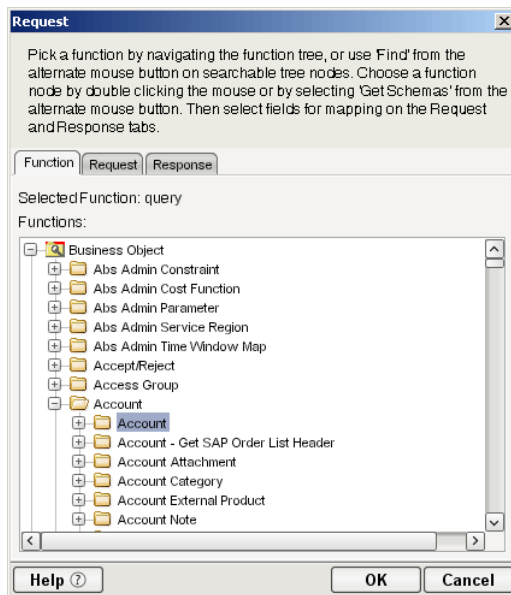 Request
Pick a function by navigating the function tree, or use 'Find' from the
alternate mouse button on searchable tree nodes. Choose a function
node by double clicking the mouse or by selecting 'Get Schemas' from the
alternate mouse button. Then select fields for mapping on the Request
and Response tabs.
Function Request Response
Selected Function: query
Functions:
Business Object
Abs Admin Constraint
Abs Admin Cost Function
Abs Admin Parameter
Abs Admin Service Region
Abs Admin Time Window Map
Accept/Reject
Access Group
Account
Account
Account - Get SAP Order List Header
Account Attachment
Account Category
Account External Product
Account Note
Help ? OK Cancel